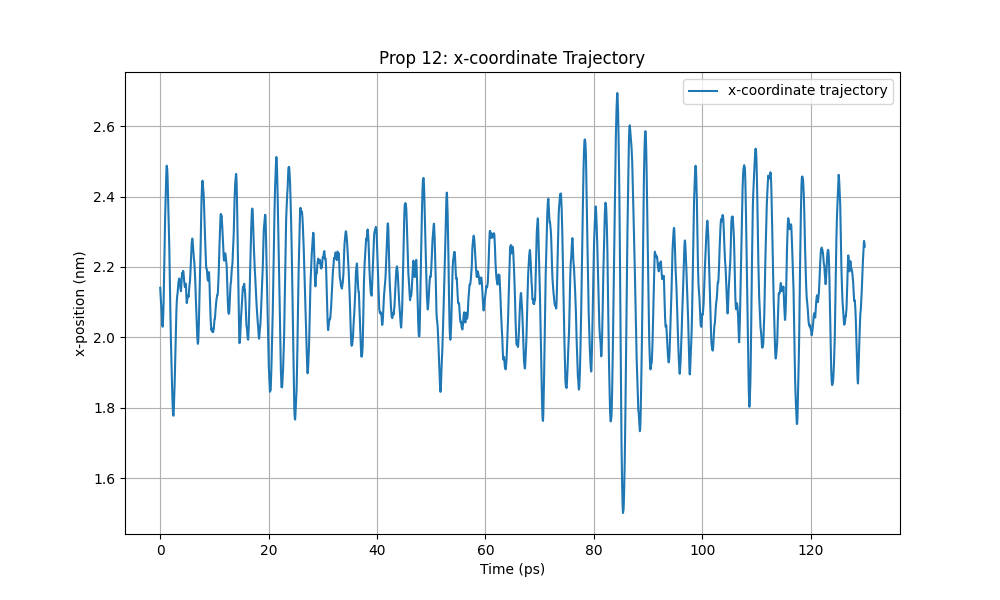 Prop 12: x-coordinate Trajectory
x-coordinate trajectory
2.6
2.4
2.2
2.0
1.8
1.6
x-position (nm)
0 20 40 60 80 100 120
Time (ps)